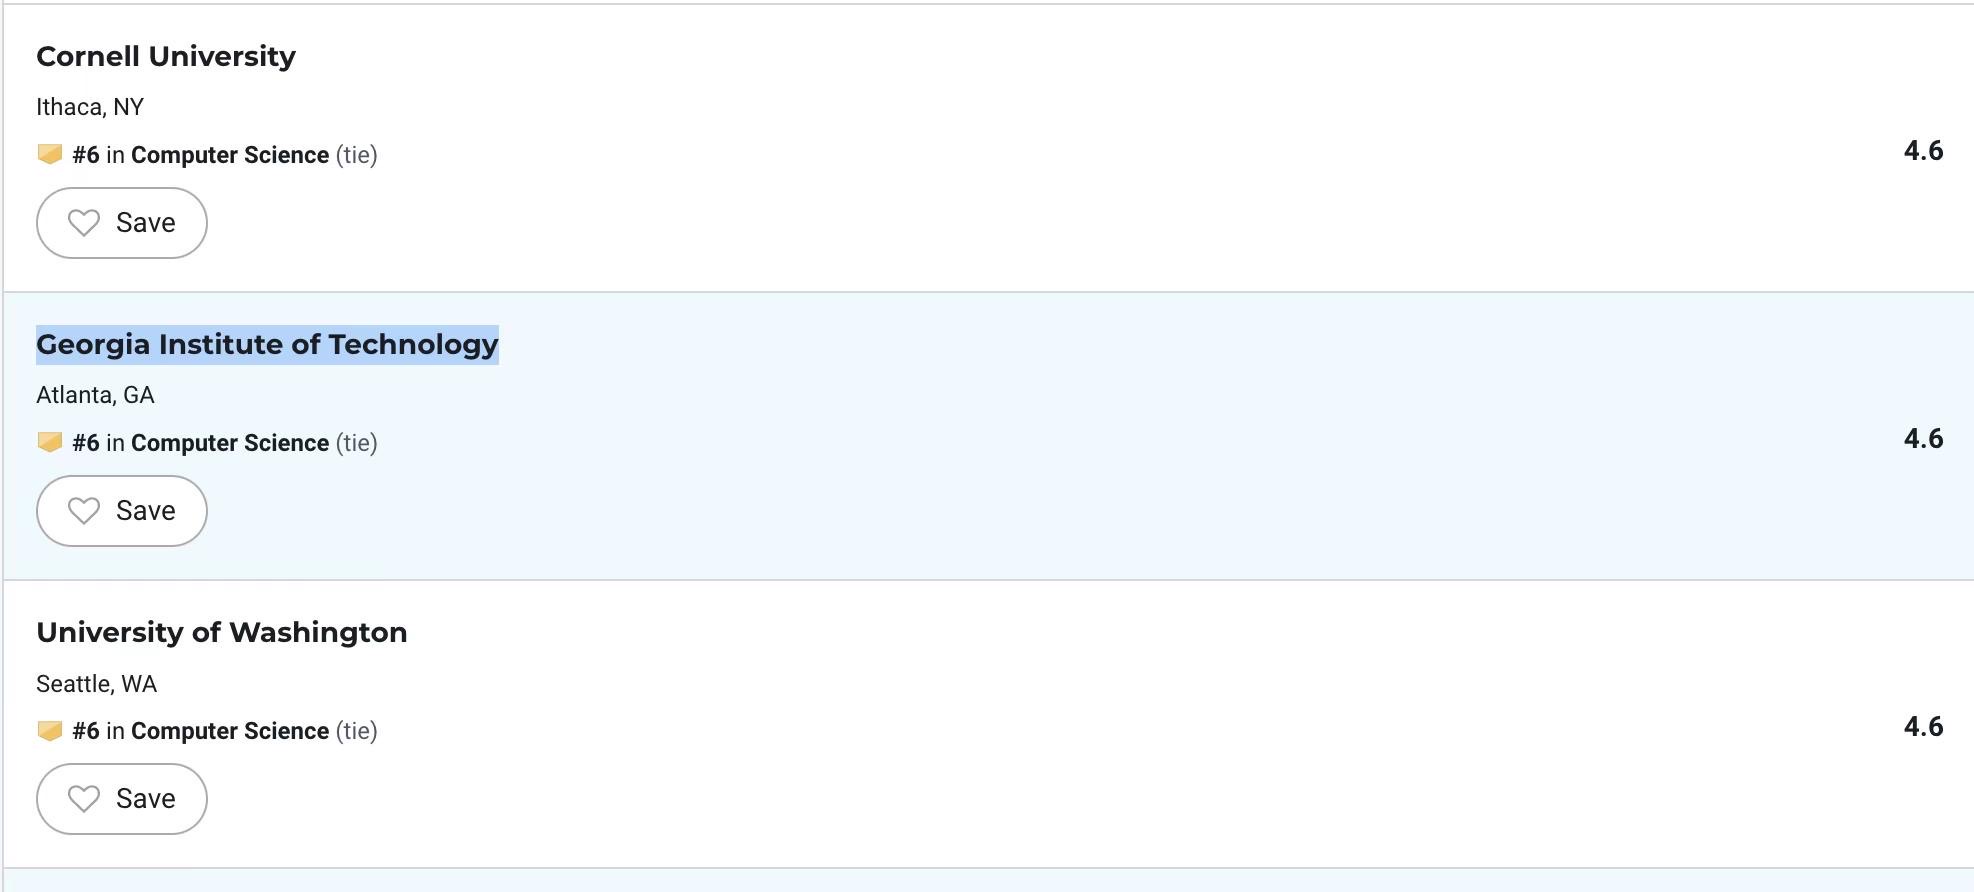 Cornell University
Ithaca, NY
#6 in Computer Science (tie)
4.6
Save
Georgia Institute of Technology
Atlanta, GA
#6 in Computer Science (tie)
4.6
Save
University of Washington
Seattle, WA
#6 in Computer Science (tie)
4.6
Save